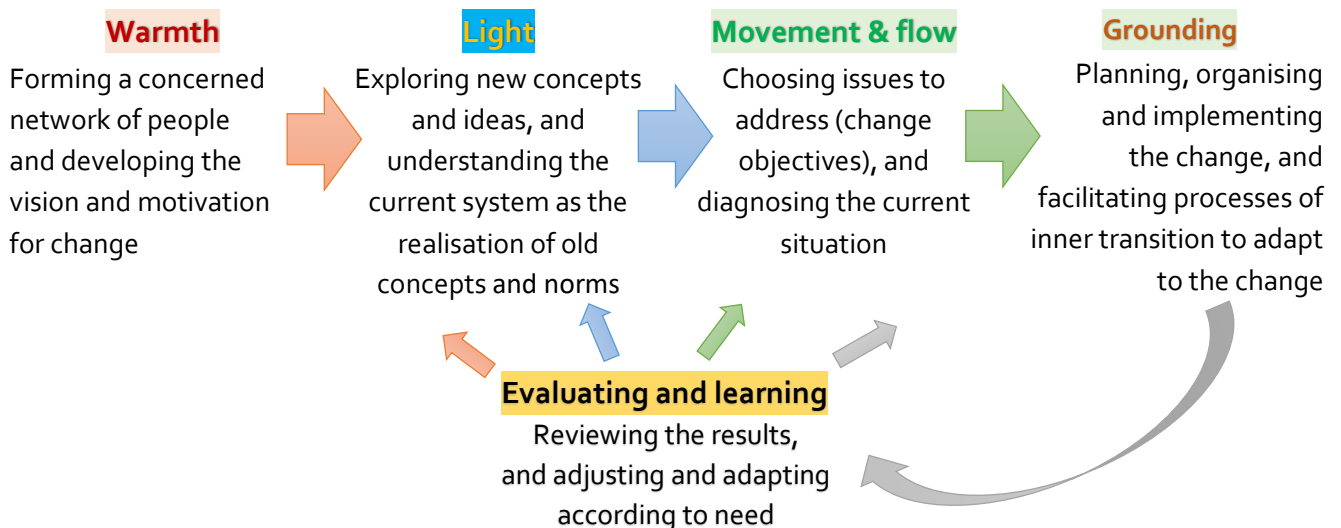 Warmth
Forming a concerned
network of people
and developing the
vision and motivation
for change
Light
Exploring new concepts
and ideas, and
understanding the
current system as the
realisation of old
concepts and norms
Movement & flow
Choosing issues to
address (change
objectives), and
diagnosing the current
situation
Grounding
Planning, organising
and implementing
the change, and
facilitating processes of
inner transition to adapt
to the change
Evaluating and learning
Reviewing the results,
and adjusting and adapting
according to need